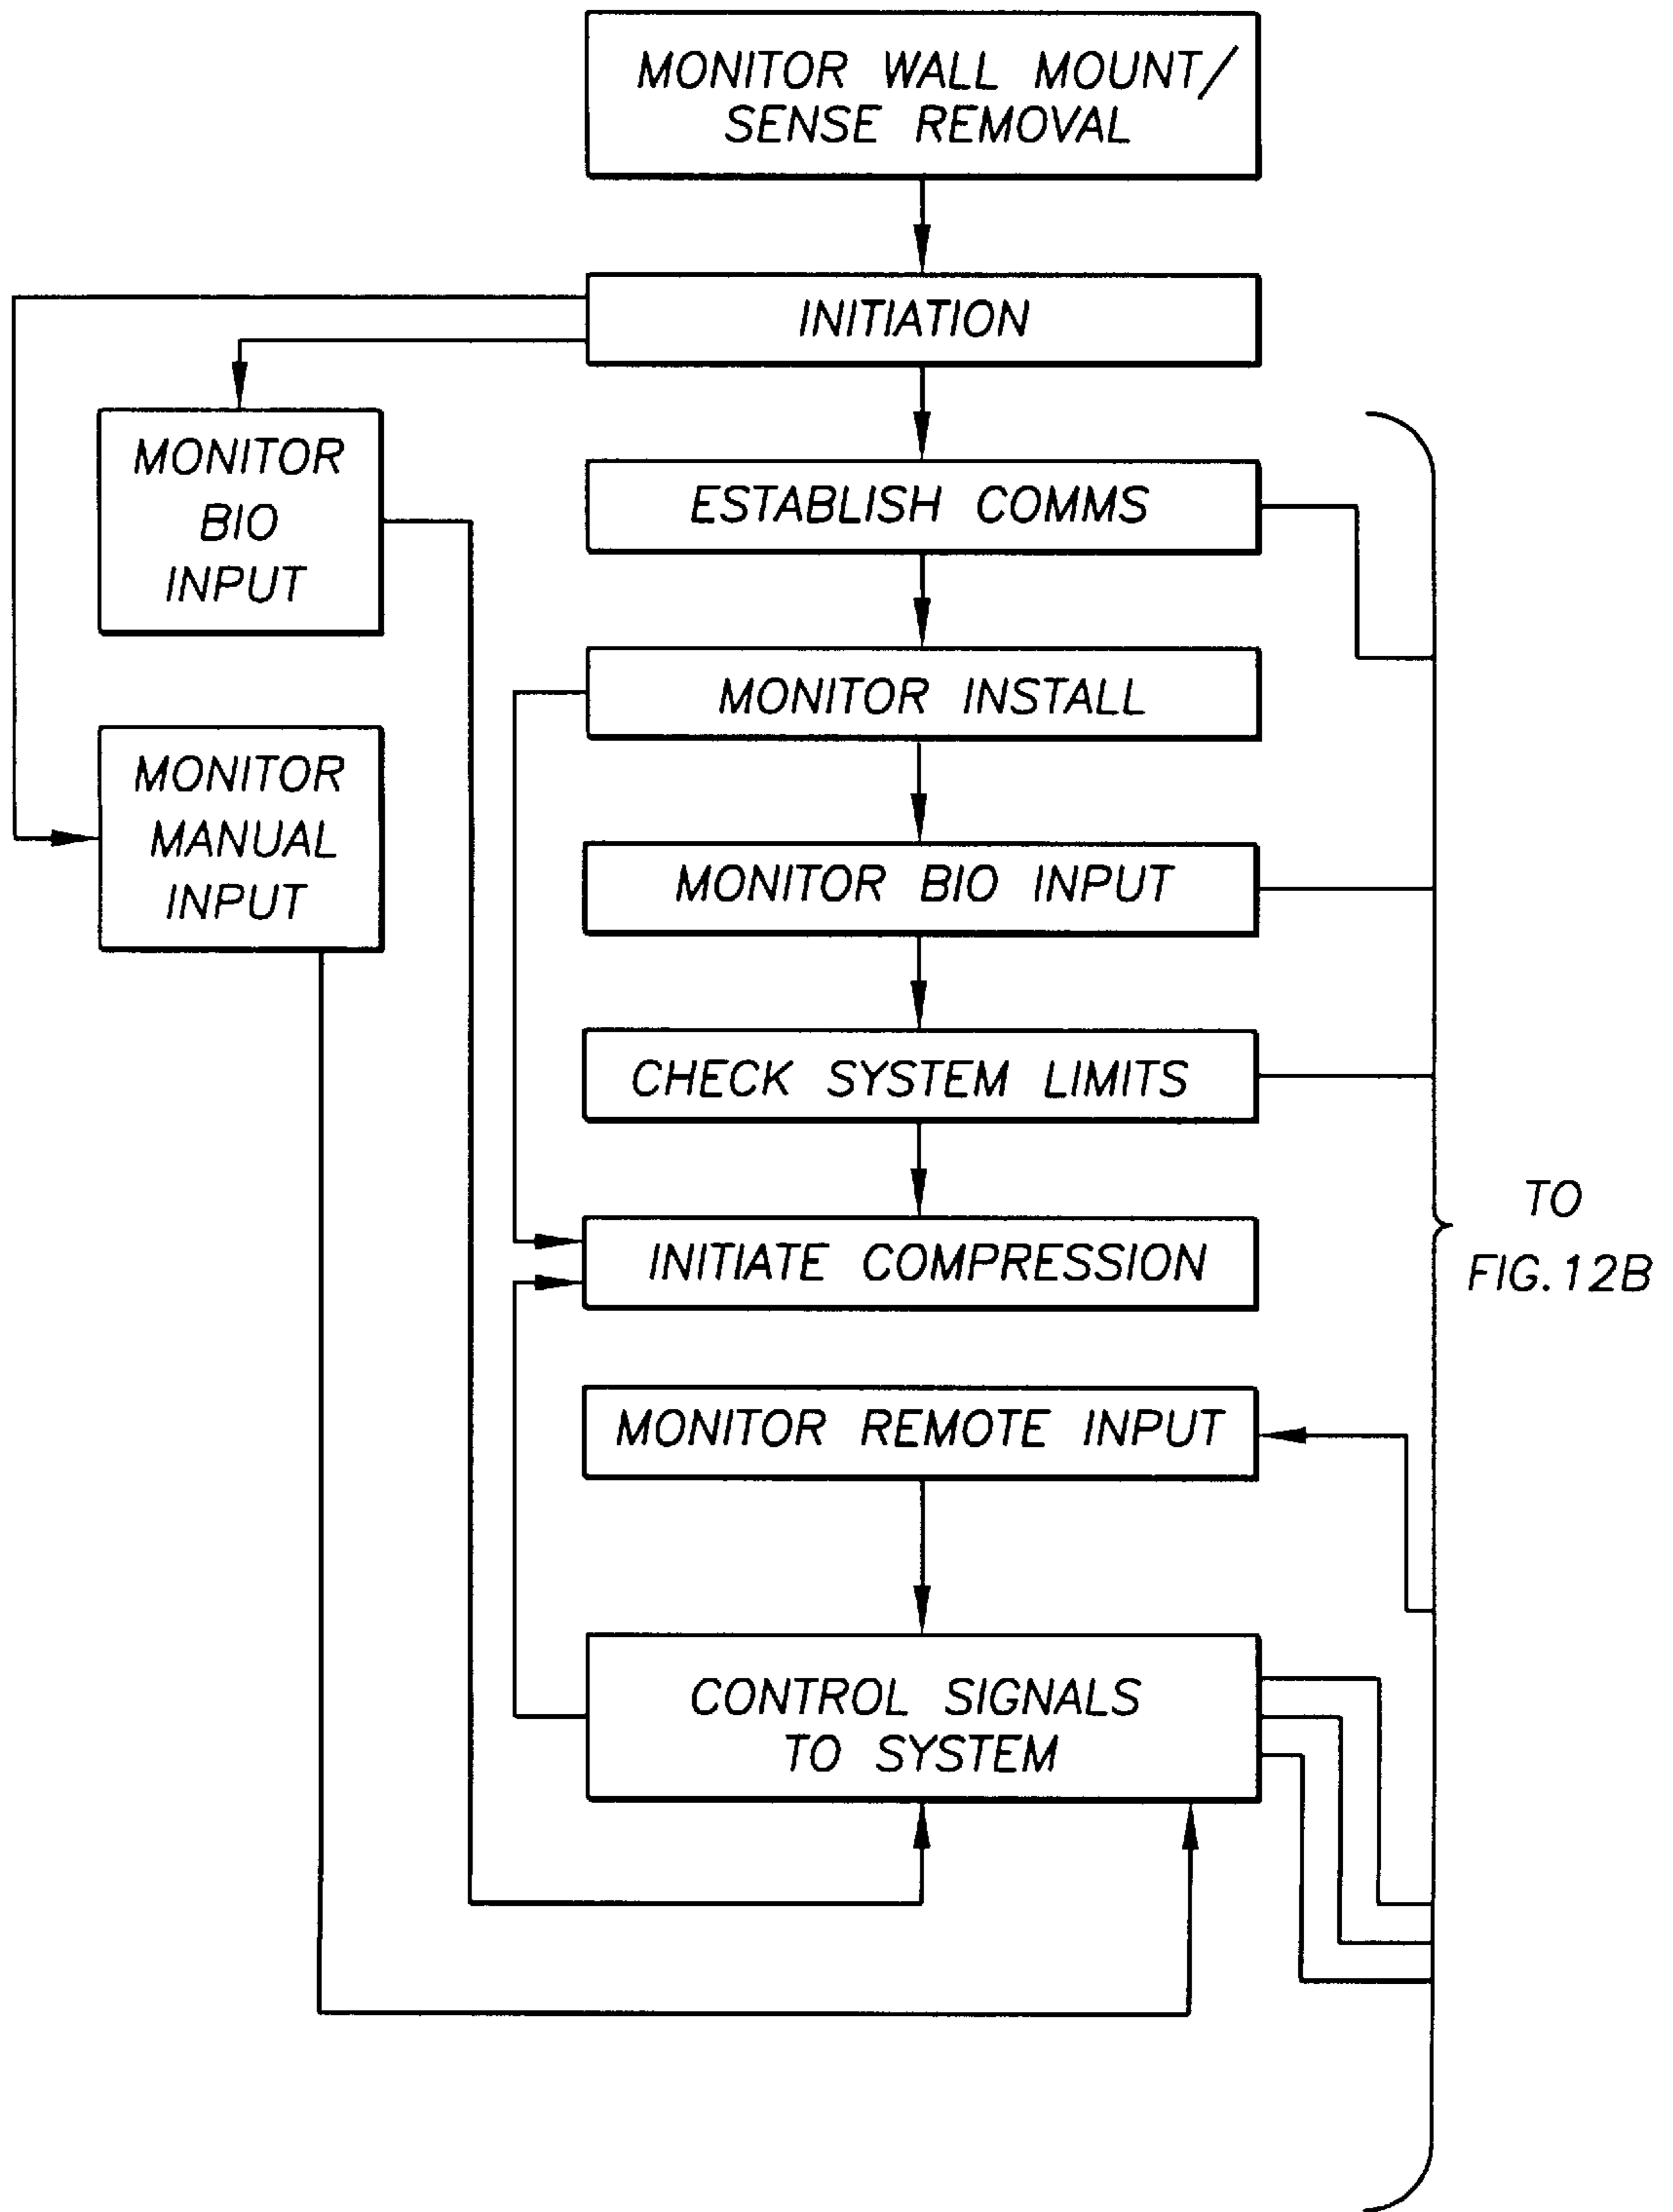 MONITOR WALL MOUNT/
SENSE REMOVAL
INITIATION
MONITOR
BIO
INPUT
ESTABLISH COMMS
MONITOR INSTALL
MONITOR
MANUAL
INPUT
MONITOR BIO INPUT
CHECK SYSTEM LIMITS
INITIATE COMPRESSION
TO
FIG.12B
MONITOR REMOTE INPUT
CONTROL SIGNALS
TO SYSTEM